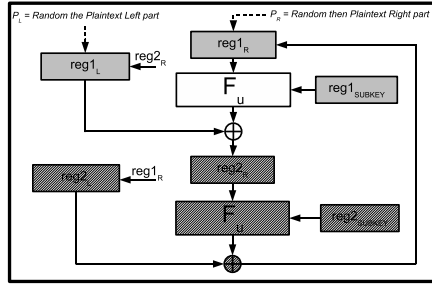 P_L = Random the Plaintext Left part
P_R = Random then Plaintext Right part
reg1_R
reg1_L
reg2_R
F_u
reg1_SUBKEY
reg2_L
reg1_R
reg2_R
F_u
reg2_SUBKEY